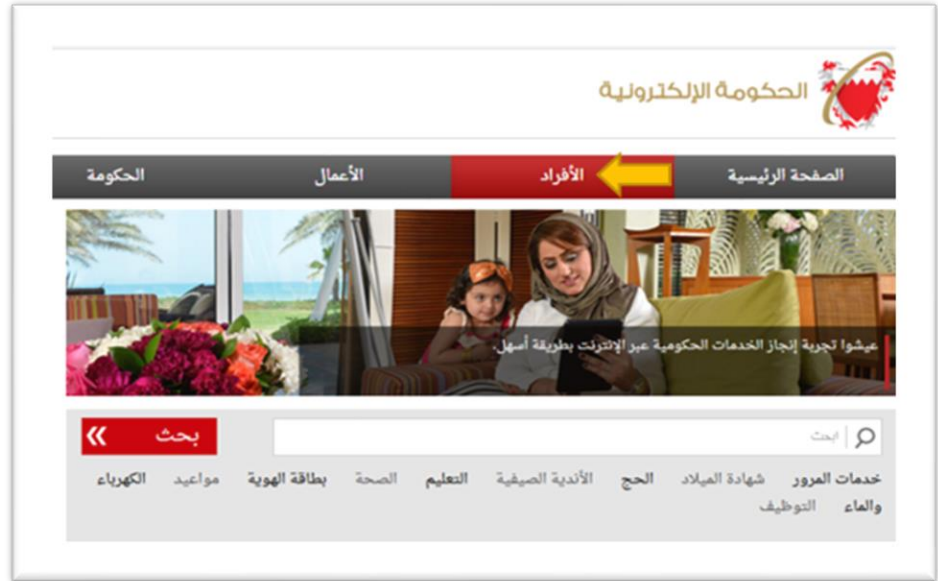 الحكومة الإلكترونية
الصفحة الرئيسية الأفراد الأعمال الحكومة
عيشوا تجربة إنجاز الخدمات الحكومية عبر الإنترنت بطريقة أسهل.
ابحث بحث
خدمات المرور شهادة الميلاد الحج الأندية الصيفية التعليم الصحة بطاقة الهوية مواعيد الكهرباء
والماء التوظيف